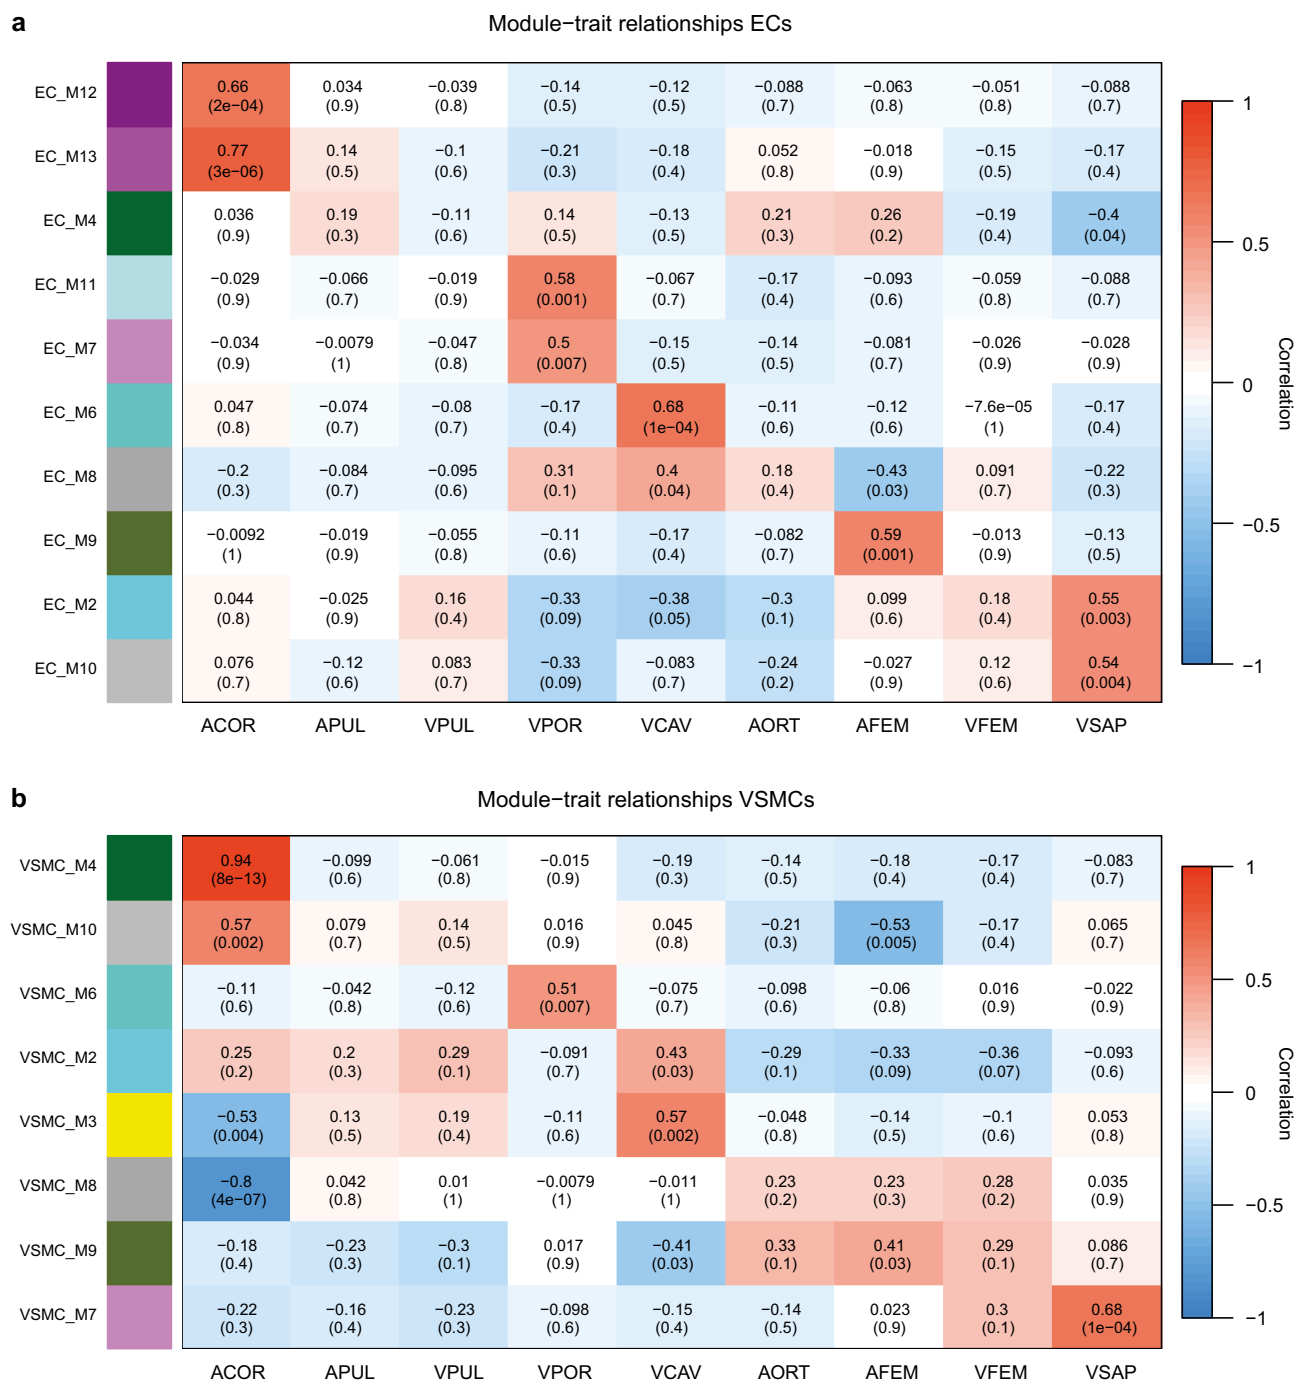 a
Module−trait relationships ECs
EC_M12 0.66 0.034 −0.039 −0.14 −0.12 −0.088 −0.063 −0.051 −0.088
(2e−04) (0.9) (0.8) (0.5) (0.5) (0.7) (0.8) (0.8) (0.7)
EC_M13 0.77 0.14 −0.1 −0.21 −0.18 0.052 −0.018 −0.15 −0.17
(3e−06) (0.5) (0.6) (0.3) (0.4) (0.8) (0.9) (0.5) (0.4)
EC_M4 0.036 0.19 −0.11 0.14 −0.13 0.21 0.26 −0.19 −0.4
(0.9) (0.3) (0.6) (0.5) (0.5) (0.3) (0.2) (0.4) (0.04)
EC_M11 −0.029 −0.066 −0.019 0.58 −0.067 −0.17 −0.093 −0.059 −0.088
(0.9) (0.7) (0.9) (0.001) (0.7) (0.4) (0.6) (0.8) (0.7)
EC_M7 −0.034 −0.0079 −0.047 0.5 −0.15 −0.14 −0.081 −0.026 −0.028
(0.9) (1) (0.8) (0.007) (0.5) (0.5) (0.7) (0.9) (0.9)
EC_M6 0.047 −0.074 −0.08 −0.17 0.68 −0.11 −0.12 −7.6e−05 −0.17
(0.8) (0.7) (0.7) (0.4) (1e−04) (0.6) (0.6) (1) (0.4)
EC_M8 −0.2 −0.084 −0.095 0.31 0.4 0.18 −0.43 0.091 −0.22
(0.3) (0.7) (0.6) (0.1) (0.04) (0.4) (0.03) (0.7) (0.3)
EC_M9 −0.0092 −0.019 −0.055 −0.11 −0.17 −0.082 0.59 −0.013 −0.13
(1) (0.9) (0.8) (0.6) (0.4) (0.7) (0.001) (0.9) (0.5)
EC_M2 0.044 −0.025 0.16 −0.33 −0.38 −0.3 0.099 0.18 0.55
(0.8) (0.9) (0.4) (0.09) (0.05) (0.1) (0.6) (0.4) (0.003)
EC_M10 0.076 −0.12 0.083 −0.33 −0.083 −0.24 −0.027 0.12 0.54
(0.7) (0.6) (0.7) (0.09) (0.7) (0.2) (0.9) (0.6) (0.004)
ACOR APUL VPUL VPOR VCAV AORT AFEM VFEM VSAP
1
0.5
0
−0.5
−1
Correlation
b
Module−trait relationships VSMCs
VSMC_M4 0.94 −0.099 −0.061 −0.015 −0.19 −0.14 −0.18 −0.17 −0.083
(8e−13) (0.6) (0.8) (0.9) (0.3) (0.5) (0.4) (0.4) (0.7)
VSMC_M10 0.57 0.079 0.14 0.016 0.045 −0.21 −0.53 −0.17 0.065
(0.002) (0.7) (0.5) (0.9) (0.8) (0.3) (0.005) (0.4) (0.7)
VSMC_M6 −0.11 −0.042 −0.12 0.51 −0.075 −0.098 −0.06 0.016 −0.022
(0.6) (0.8) (0.6) (0.007) (0.7) (0.6) (0.8) (0.9) (0.9)
VSMC_M2 0.25 0.2 0.29 −0.091 0.43 −0.29 −0.33 −0.36 −0.093
(0.2) (0.3) (0.1) (0.7) (0.03) (0.1) (0.09) (0.07) (0.6)
VSMC_M3 −0.53 0.13 0.19 −0.11 0.57 −0.048 −0.14 −0.1 0.053
(0.004) (0.5) (0.4) (0.6) (0.002) (0.8) (0.5) (0.6) (0.8)
VSMC_M8 −0.8 0.042 0.01 −0.0079 −0.011 0.23 0.23 0.28 0.035
(4e−07) (0.8) (1) (1) (1) (0.2) (0.3) (0.2) (0.9)
VSMC_M9 −0.18 −0.23 −0.3 0.017 −0.41 0.33 0.41 0.29 0.086
(0.4) (0.3) (0.1) (0.9) (0.03) (0.1) (0.03) (0.1) (0.7)
VSMC_M7 −0.22 −0.16 −0.23 −0.098 −0.15 −0.14 0.023 0.3 0.68
(0.3) (0.4) (0.3) (0.6) (0.4) (0.5) (0.9) (0.1) (1e−04)
ACOR APUL VPUL VPOR VCAV AORT AFEM VFEM VSAP
1
0.5
0
−0.5
−1
Correlation